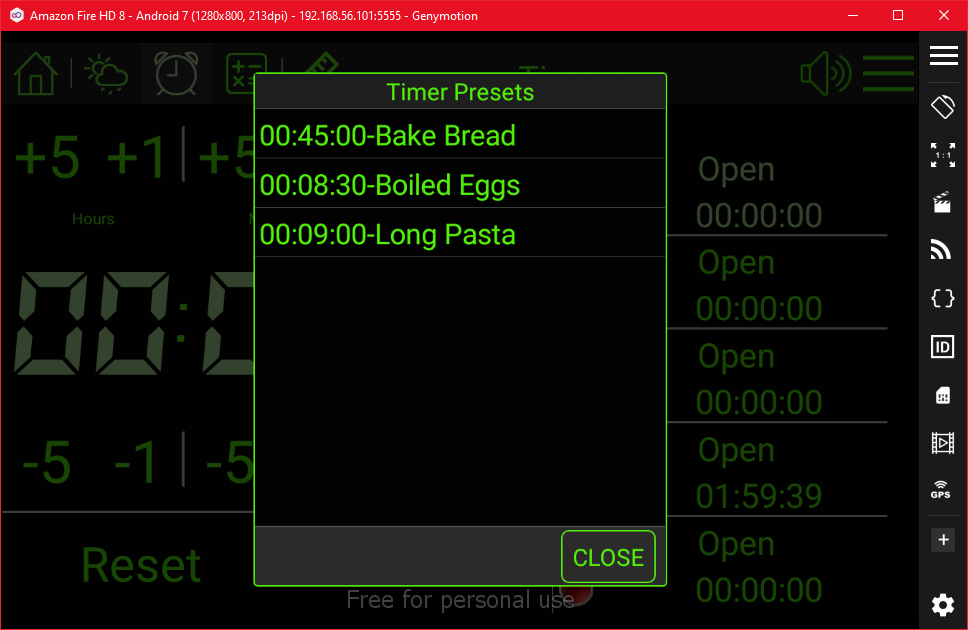 Amazon Fire HD 8 - Android 7 (1280x800, 213dpi) - 192.168.56.101:5555 - Genymotion
+5 +1 +5
Hours
00:0
-5 -1 -5
Reset
Timer Presets
00:45:00-Bake Bread
00:08:30-Boiled Eggs
00:09:00-Long Pasta
CLOSE
Free for personal use
Open
00:00:00
Open
00:00:00
Open
00:00:00
Open
01:59:39
Open
00:00:00
1:1
ID
GPS